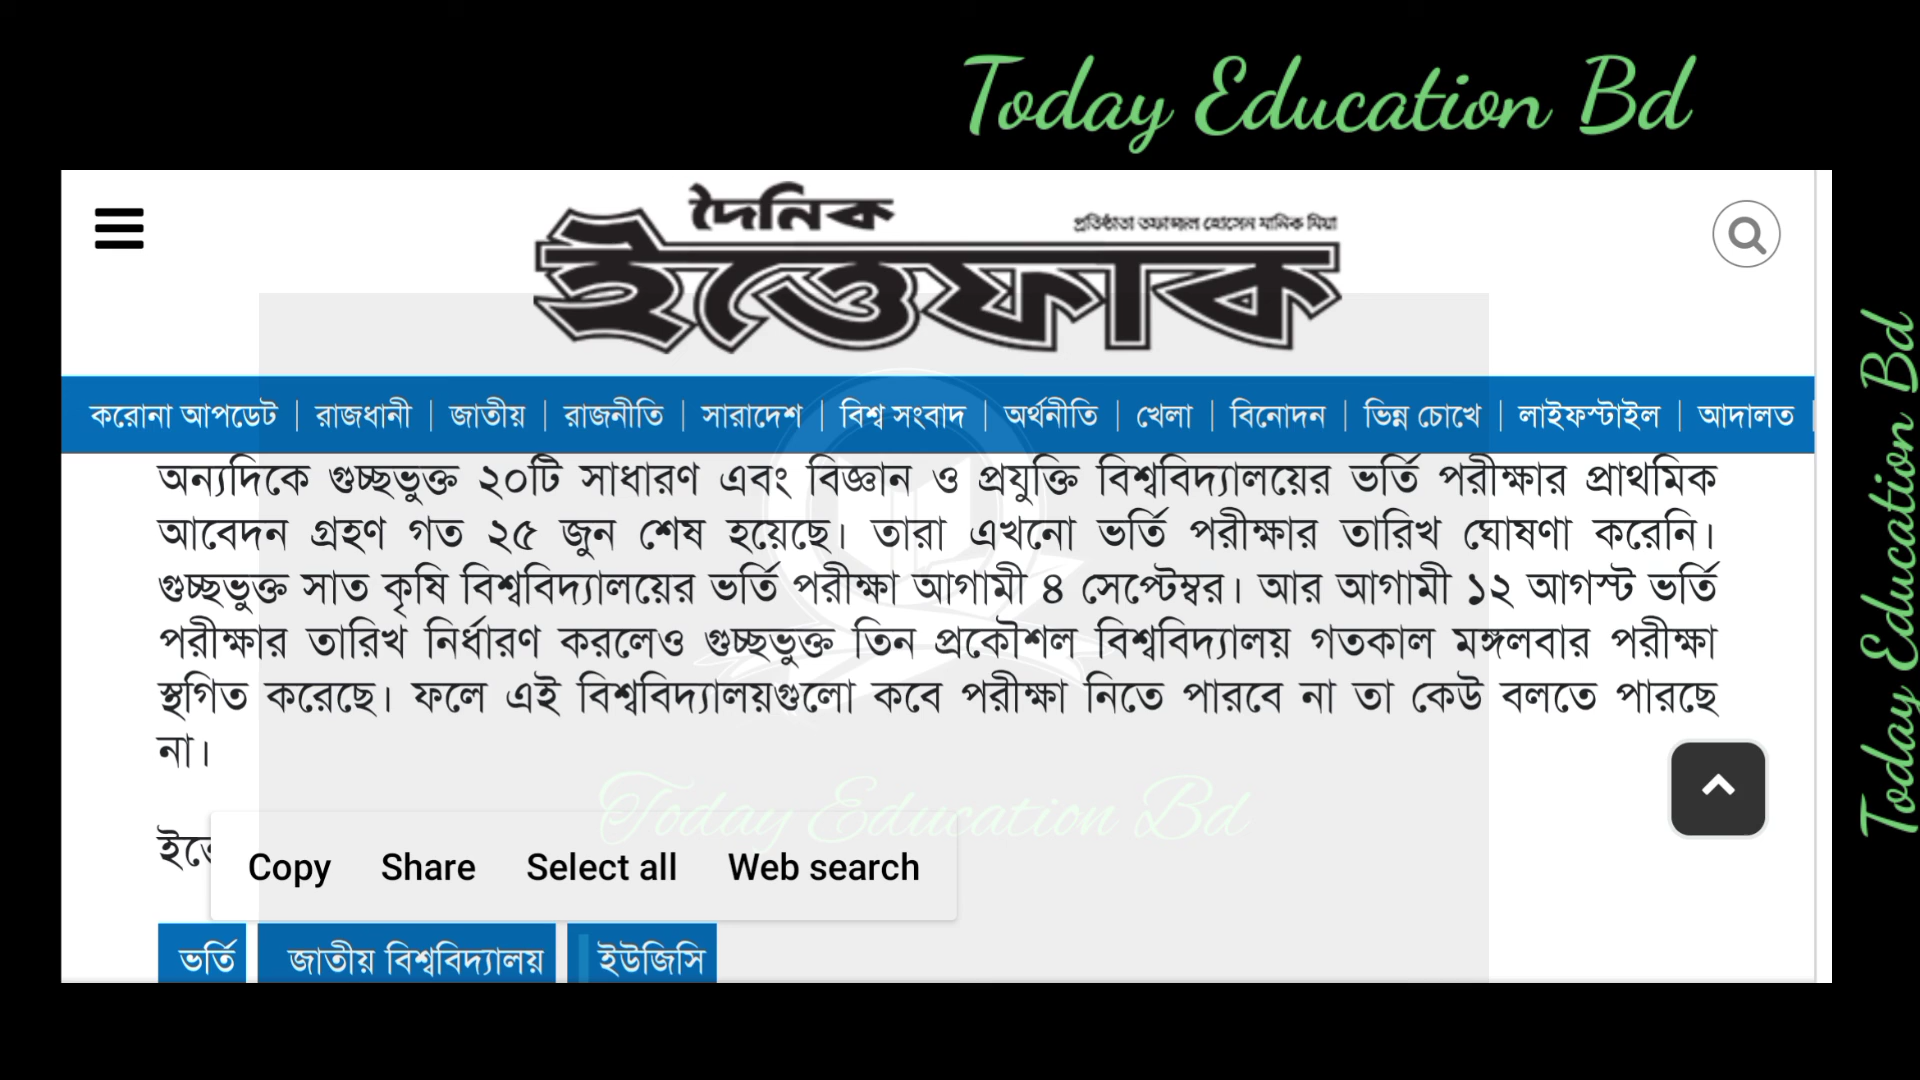 Today Education Bd
দৈনিক
প্রতিষ্ঠাতা তফাজ্জল হোসেন মানিক মিয়া
ইত্তেফাক
করোনা আপডেট | রাজধানী | জাতীয় | রাজনীতি | সারাদেশ | বিশ্ব সংবাদ | অর্থনীতি | খেলা | বিনোদন | ভিন্ন চোখে | লাইফস্টাইল | আদালত
অন্যদিকে গুচ্ছভুক্ত ২০টি সাধারণ এবং বিজ্ঞান ও প্রযুক্তি বিশ্ববিদ্যালয়ের ভর্তি পরীক্ষার প্রাথমিক
আবেদন গ্রহণ গত ২৫ জুন শেষ হয়েছে। তারা এখনো ভর্তি পরীক্ষার তারিখ ঘোষণা করেনি।
গুচ্ছভুক্ত সাত কৃষি বিশ্ববিদ্যালয়ের ভর্তি পরীক্ষা আগামী ৪ সেপ্টেম্বর। আর আগামী ১২ আগস্ট ভর্তি
পরীক্ষার তারিখ নির্ধারণ করলেও গুচ্ছভুক্ত তিন প্রকৌশল বিশ্ববিদ্যালয় গতকাল মঙ্গলবার পরীক্ষা
স্থগিত করেছে। ফলে এই বিশ্ববিদ্যালয়গুলো কবে পরীক্ষা নিতে পারবে না তা কেউ বলতে পারছে
না।
Today Education Bd
Copy Share Select all Web search
ভর্তি জাতীয় বিশ্ববিদ্যালয় ইউজিসি
Today Education Bd